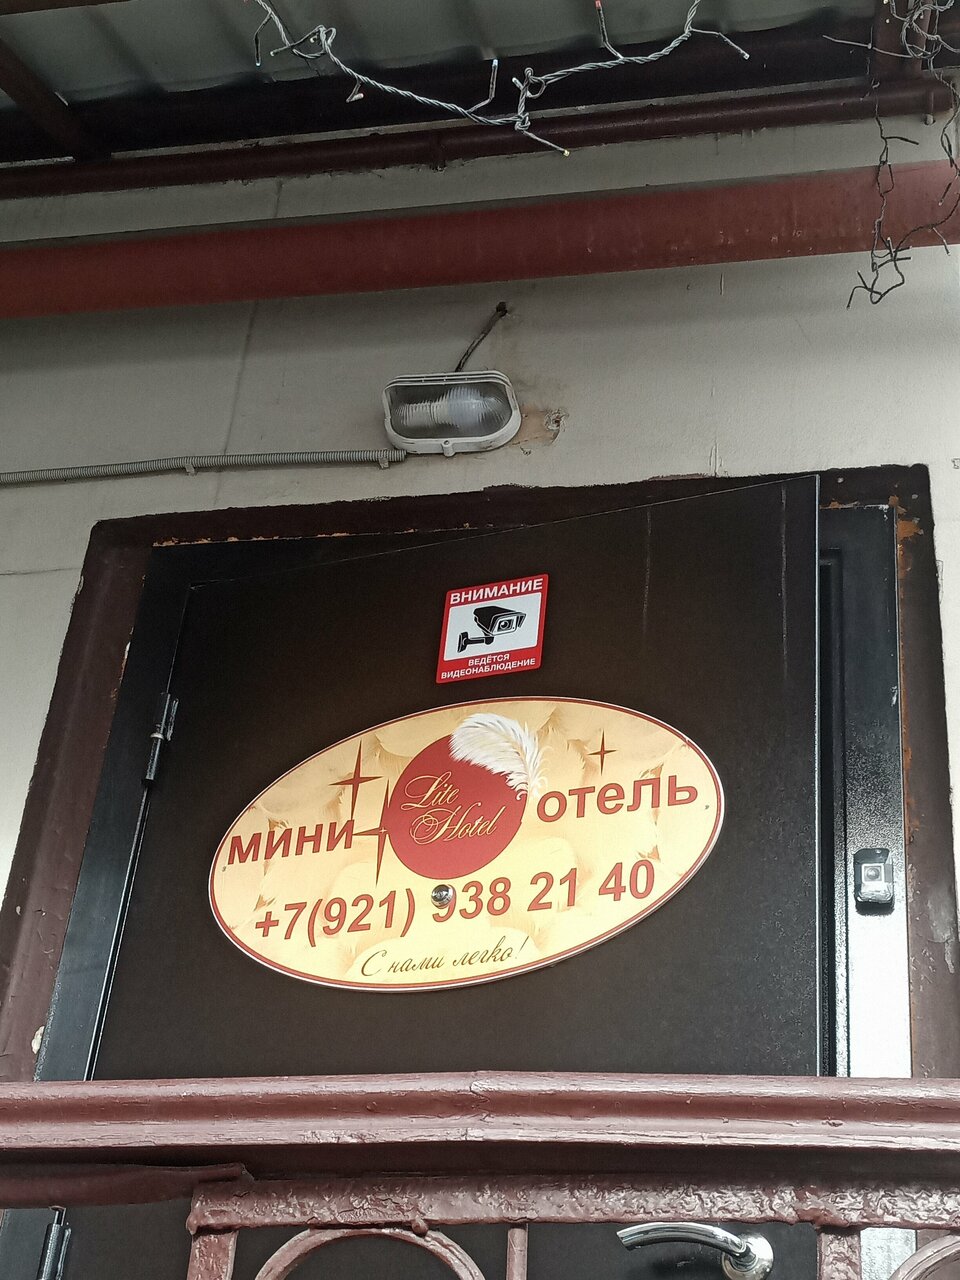 ВНИМАНИЕ
ВЕДЁТСЯ
ВИДЕОНАБЛЮДЕНИЕ
Lite
Hotel
мини отель
+7(921) 938 21 40
С нами легко!